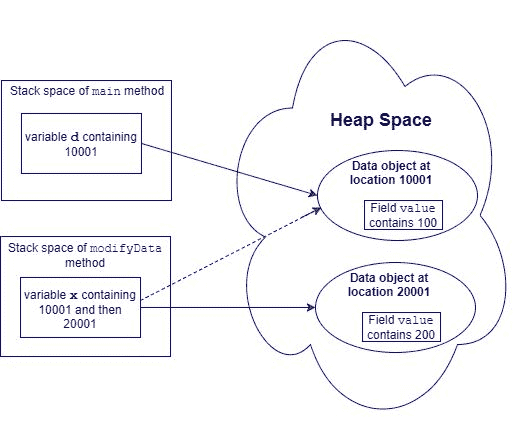 Stack space of main method
variable d containing
10001
Heap Space
Data object at
location 10001
Field value
contains 100
Stack space of modifyData
method
variable x containing
10001 and then
20001
Data object at
location 20001
Field value
contains 200